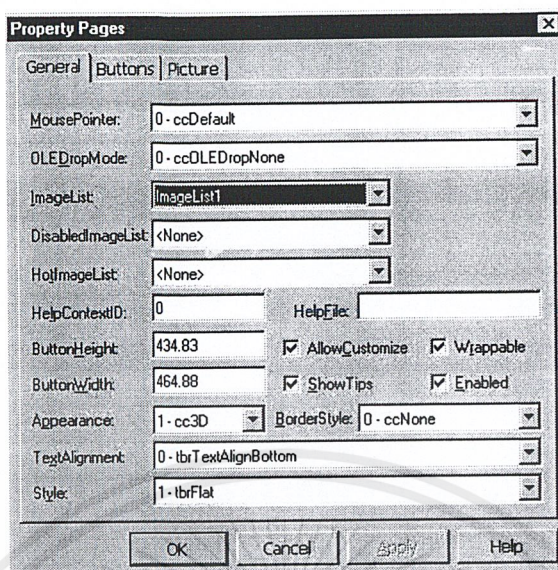 Property Pages
General Buttons Picture
MousePointer: 0 - ccDefault
OLEDropMode: 0 - ccOLEDropNone
ImageList: ImageList1
DisabledImageList: <None>
HotImageList: <None>
HelpContextID: 0 HelpFile:
ButtonHeight: 434.83 AllowCustomize Wrappable
ButtonWidth: 464.88 ShowTips Enabled
Appearance: 1 - cc3D BorderStyle: 0 - ccNone
TextAlignment: 0 - tbrTextAlignBottom
Style: 1 - tbrFlat
OK Cancel Apply Help